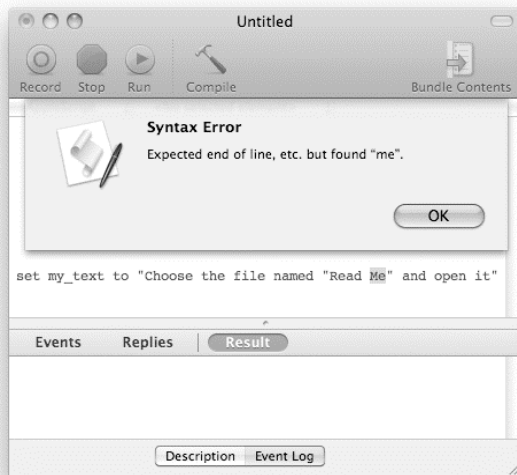 Untitled
Record Stop Run Compile Bundle Contents
Syntax Error
Expected end of line, etc. but found “me”.
OK
set my_text to "Choose the file named "Read Me" and open it"
Events Replies Result
Description Event Log